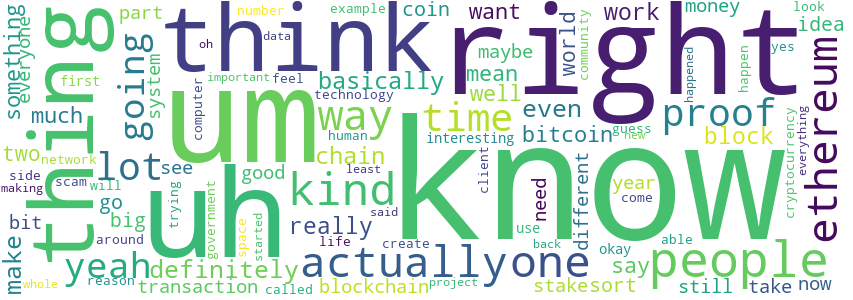 something
everyone
thing
part
number
example
coin
want
work
money
look
idea
think
oh
data
right
world
community
yes
going
system
first
important
feel
basically
maybe
mean
well
happened
happen
computer
technology
um
way
time
even
proof
ethereum
much
human
interesting
bitcoin
guess
new
block
cryptocurrency
everything
two
network
lot
see
chain
client
know
side
scam
will
trying
good
kind
least
need
different
year
come
making
go
government
uh
really
said
use
bit
big
space
started
life
create
back
okay
able
make
around
yeah
definitely
actually
one
say
people
reason
transaction
called
blockchain
project
stake
sort
still
take
now
whole